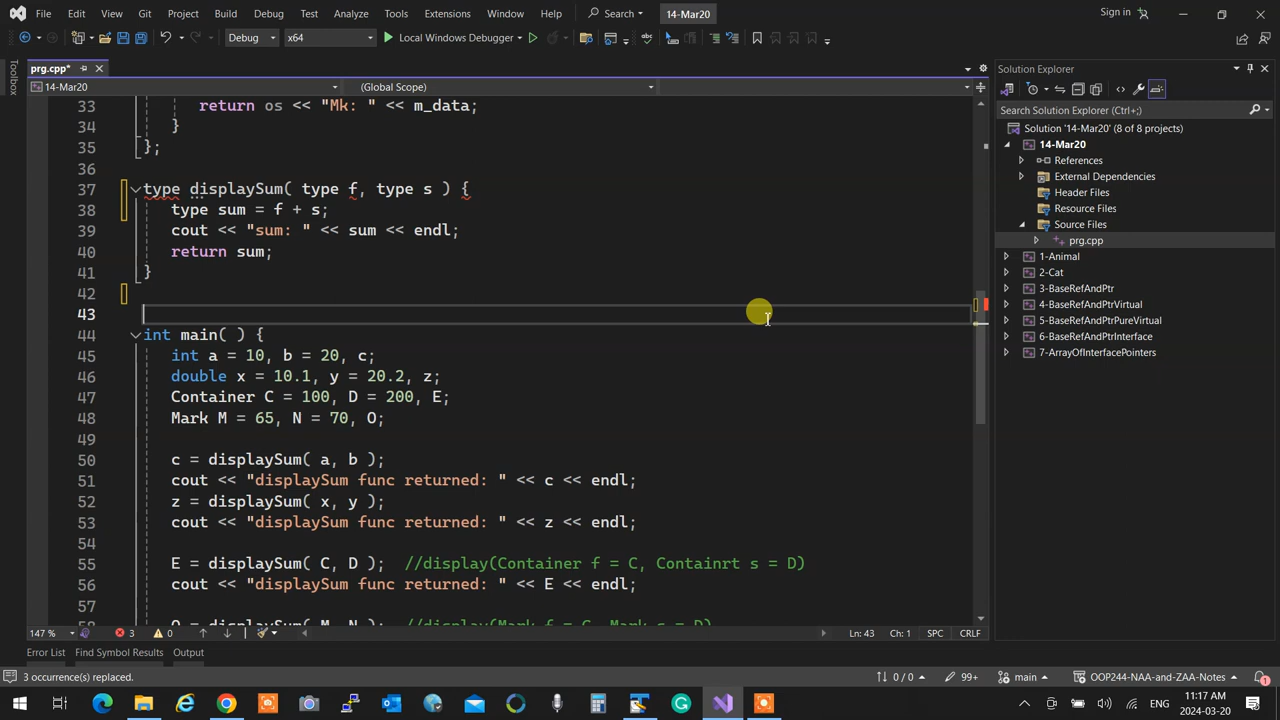 File Edit View Git Project Build Debug Test Analyze Tools Extensions Window Help Search 14-Mar20 Sign in
Debug x64 Local Windows Debugger
Toolbox
prg.cpp*
14-Mar20 (Global Scope)
33 return os << "Mk: " << m_data;
34 }
35 };
36
37 type displaySum( type f, type s ) {
38 type sum = f + s;
39 cout << "sum: " << sum << endl;
40 return sum;
41 }
42
43
44 int main( ) {
45 int a = 10, b = 20, c;
46 double x = 10.1, y = 20.2, z;
47 Container C = 100, D = 200, E;
48 Mark M = 65, N = 70, O;
49
50 c = displaySum( a, b );
51 cout << "displaySum func returned: " << c << endl;
52 z = displaySum( x, y );
53 cout << "displaySum func returned: " << z << endl;
54
55 E = displaySum( C, D ); //display(Container f = C, Containrt s = D)
56 cout << "displaySum func returned: " << E << endl;
57
58 O = displaySum( M, N ); //display(Mark f = C, Mark s = D)
147 % 3 0 Ln: 43 Ch: 1 SPC CRLF
Error List Find Symbol Results Output
3 occurrence(s) replaced. 0 / 0 99+ main OOP244-NAA-and-ZAA-Notes 1
Solution Explorer
Search Solution Explorer (Ctrl+;)
Solution '14-Mar20' (8 of 8 projects)
14-Mar20
References
External Dependencies
Header Files
Resource Files
Source Files
prg.cpp
1-Animal
2-Cat
3-BaseRefAndPtr
4-BaseRefAndPtrVirtual
5-BaseRefAndPtrPureVirtual
6-BaseRefAndPtrInterface
7-ArrayOfInterfacePointers
ENG 11:17 AM
2024-03-20